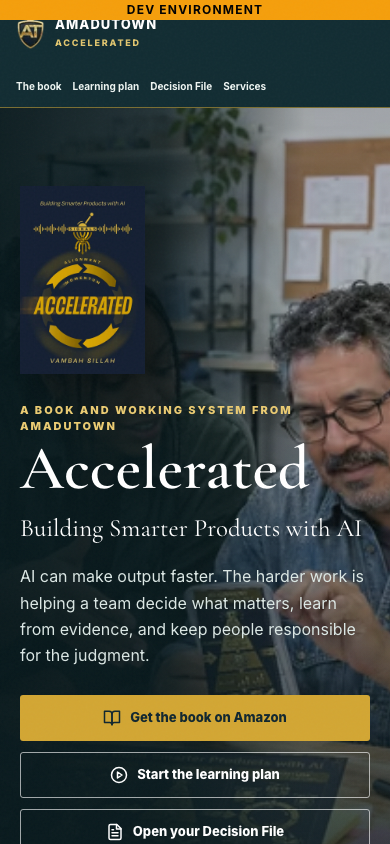 DEV ENVIRONMENT
AMADUTOWN
ACCELERATED
The book Learning plan Decision File Services
Building Smarter Products with AI
SIGNALS
ALIGNMENT
MOMENTUM
ACCELERATED
VAMBAH SILLAH
A BOOK AND WORKING SYSTEM FROM
AMADUTOWN
Accelerated
Building Smarter Products with AI
AI can make output faster. The harder work is
helping a team decide what matters, learn
from evidence, and keep people responsible
for the judgment.
Get the book on Amazon
Start the learning plan
Open your Decision File